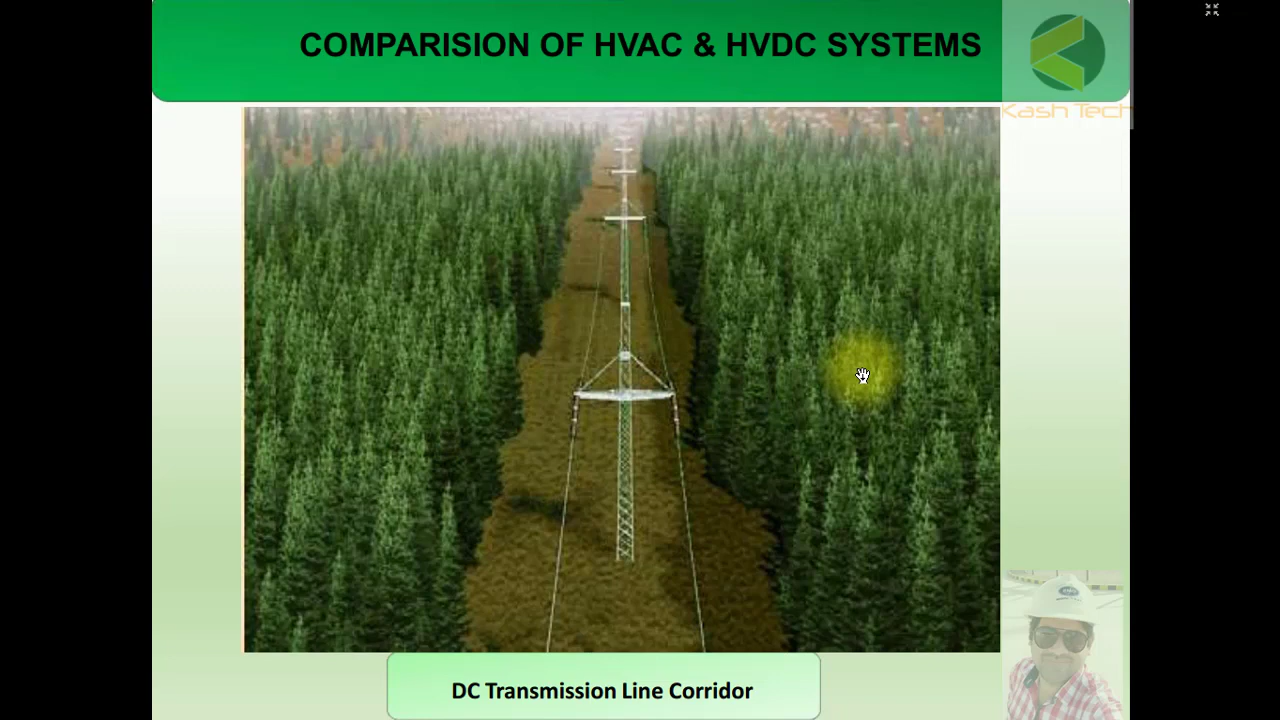 COMPARISION OF HVAC & HVDC SYSTEMS
Kash Tech
DC Transmission Line Corridor